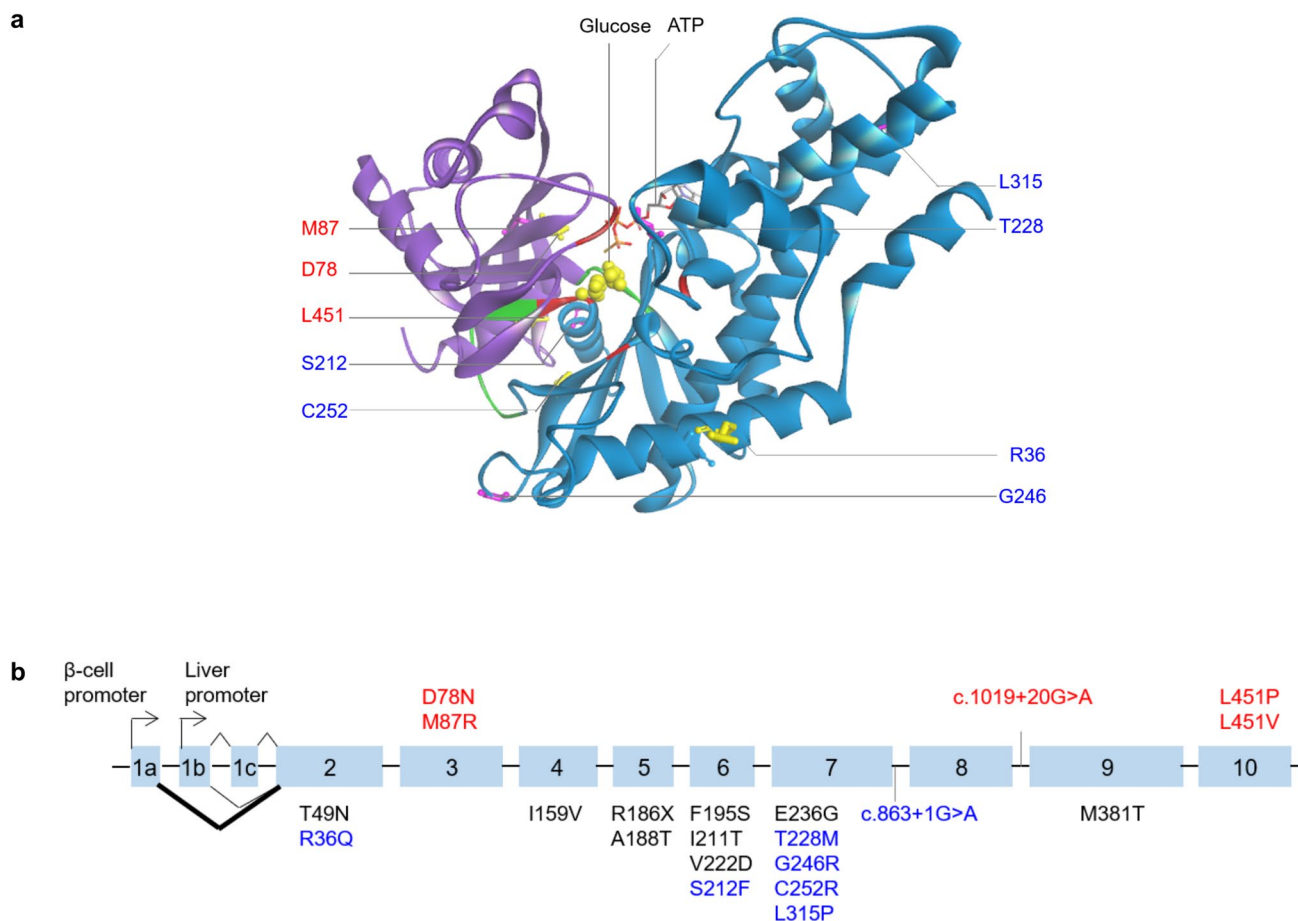 a
Glucose ATP
L315
M87
T228
D78
L451
S212
C252
R36
G246
b
β-cell promoter
Liver promoter
D78N
M87R
c.1019+20G>A
L451P
L451V
1a 1b 1c 2 3 4 5 6 7 8 9 10
T49N
R36Q
I159V
R186X
A188T
F195S
I211T
V222D
S212F
E236G
T228M
G246R
C252R
L315P
c.863+1G>A
M381T